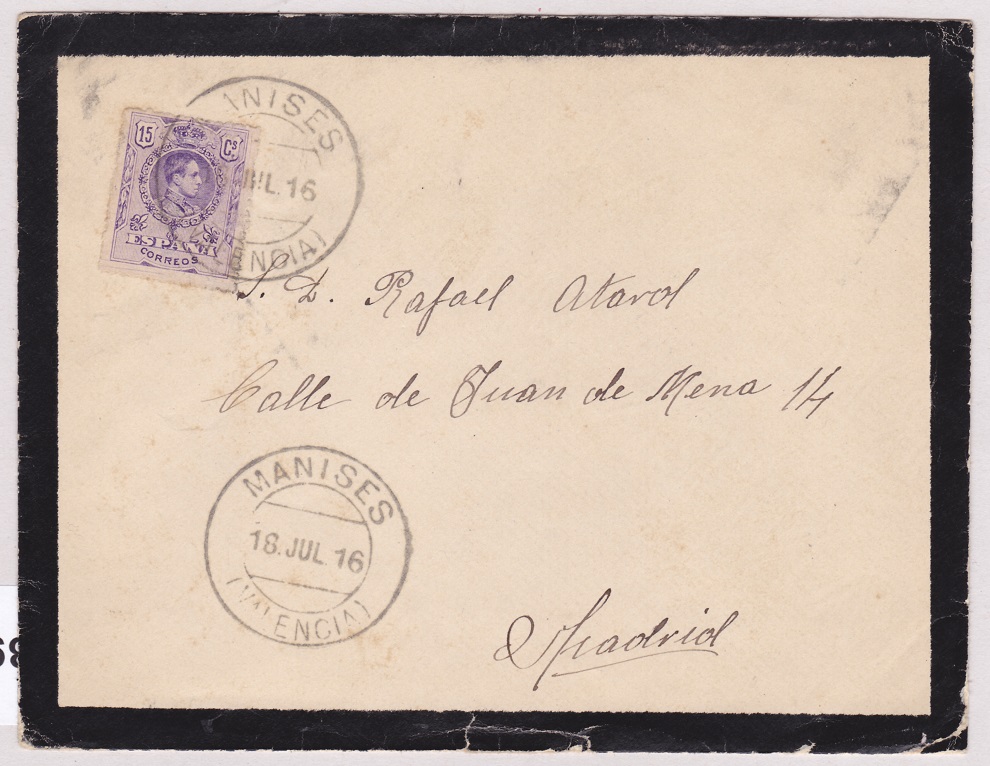 15 Cs
ESPAÑA
CORREOS
MANISES
JUL. 16
(VALENCIA)
S. D. Rafael Atard
Calle de Juan de Mena 14
MANISES
18. JUL. 16
(VALENCIA)
Madrid